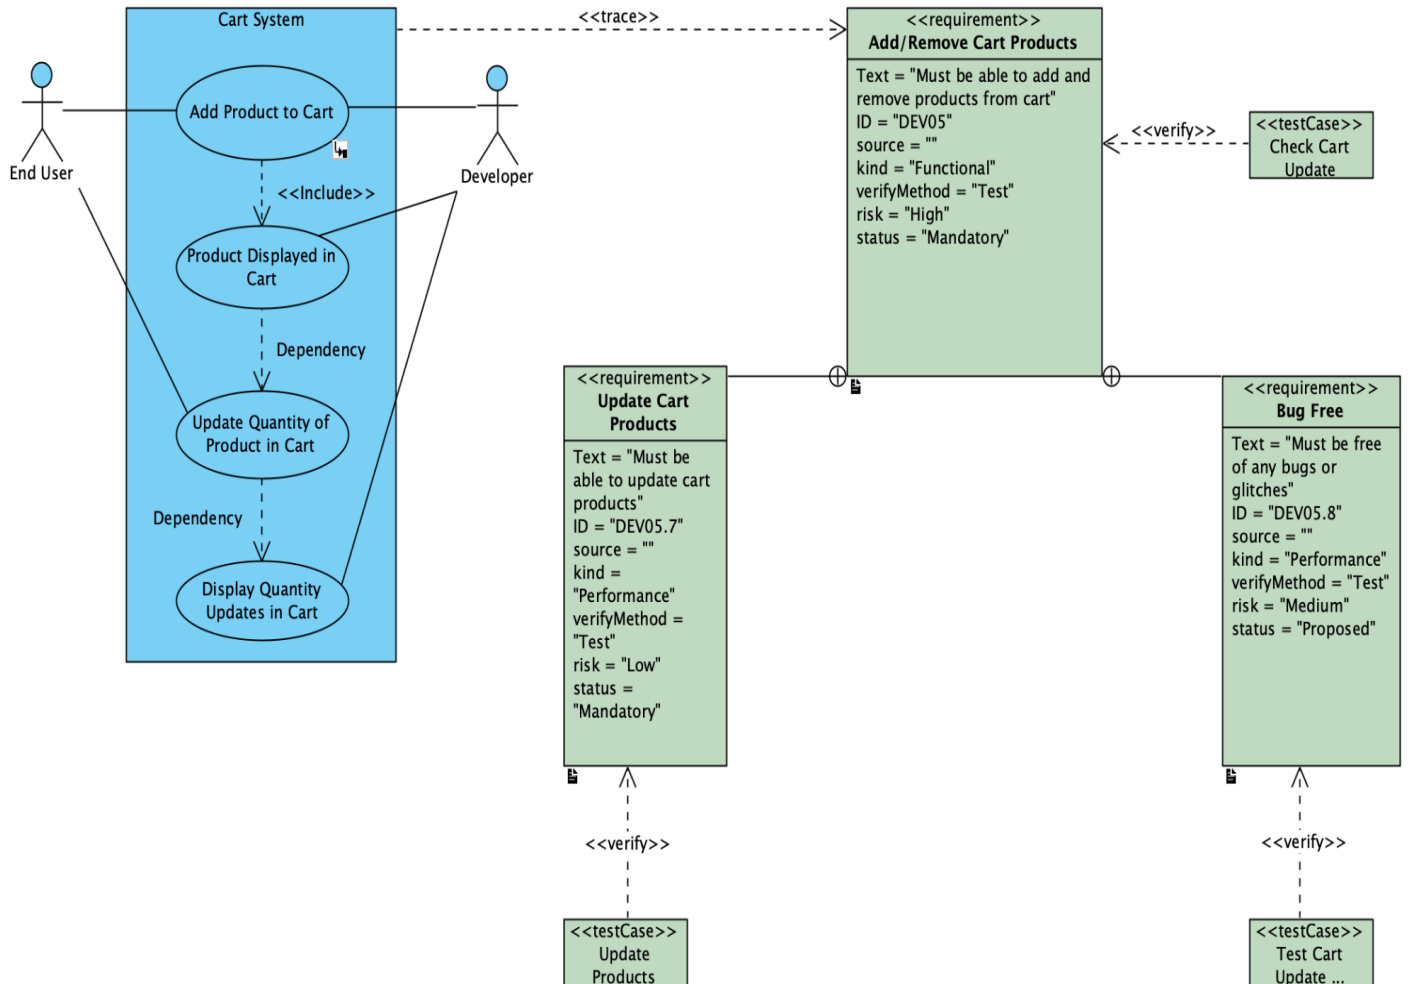 Cart System
<<trace>>
End User
Developer
Add Product to Cart
<<Include>>
Product Displayed in
Cart
Dependency
Update Quantity of
Product in Cart
Dependency
Display Quantity
Updates in Cart
<<requirement>>
Add/Remove Cart Products
Text = "Must be able to add and
remove products from cart"
ID = "DEV05"
source = ""
kind = "Functional"
verifyMethod = "Test"
risk = "High"
status = "Mandatory"
<<verify>>
<<testCase>>
Check Cart
Update
<<requirement>>
Update Cart
Products
Text = "Must be
able to update cart
products"
ID = "DEV05.7"
source = ""
kind =
"Performance"
verifyMethod =
"Test"
risk = "Low"
status =
"Mandatory"
<<verify>>
<<testCase>>
Update
Products
<<requirement>>
Bug Free
Text = "Must be free
of any bugs or
glitches"
ID = "DEV05.8"
source = ""
kind = "Performance"
verifyMethod = "Test"
risk = "Medium"
status = "Proposed"
<<verify>>
<<testCase>>
Test Cart
Update ...